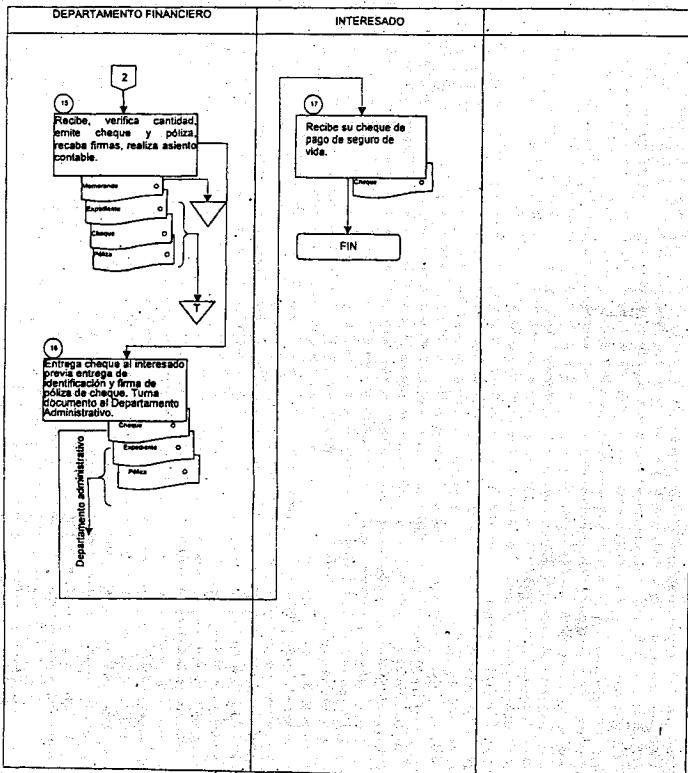 DEPARTAMENTO FINANCIERO
INTERESADO
2
15
Recibe, verifica cantidad,
emite cheque y póliza,
recaba firmas, realiza asiento
contable.
Memorando O
Expediente O
Cheque O
Póliza O
T
16
Entrega cheque al interesado
previa entrega de
identificación y firma de
póliza de cheque. Turna
documento al Departamento
Administrativo.
Cheque O
Expediente O
Póliza O
Departamento administrativo
17
Recibe su cheque de
pago de seguro de
vida.
Cheque O
FIN